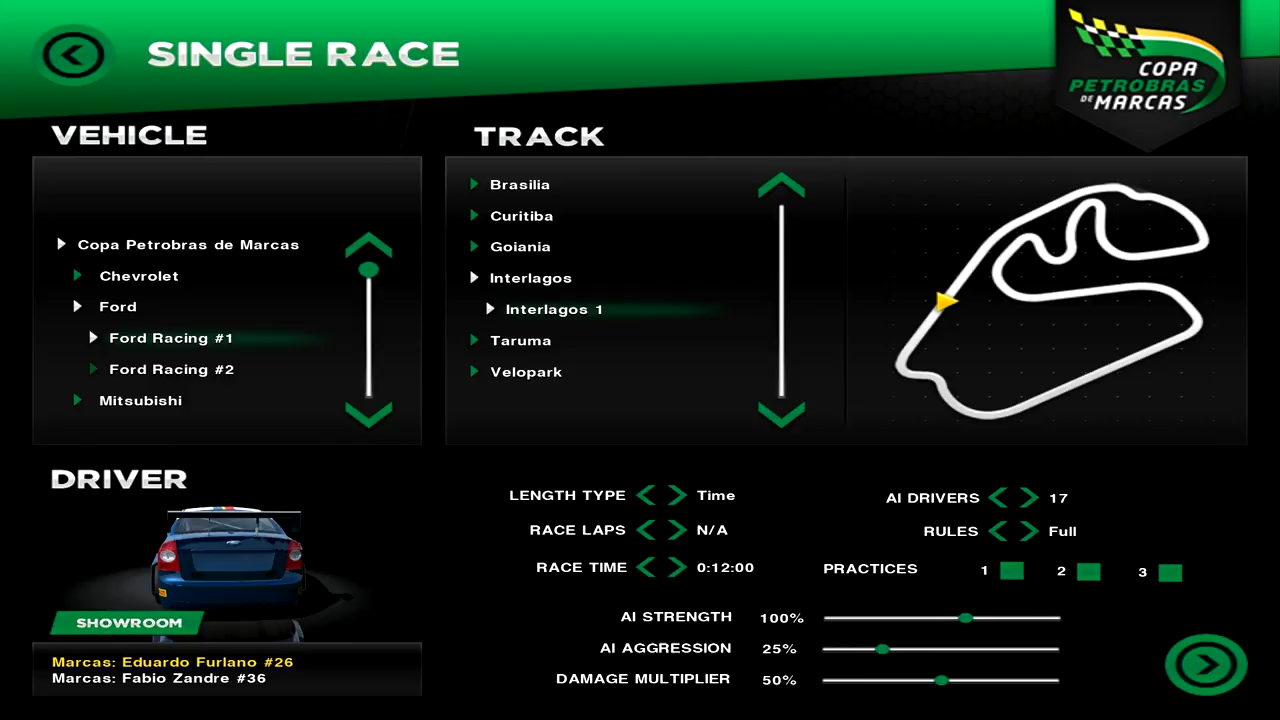 SINGLE RACE
COPA
PETROBRAS
DE MARCAS
VEHICLE
Copa Petrobras de Marcas
Chevrolet
Ford
Ford Racing #1
Ford Racing #2
Mitsubishi
TRACK
Brasilia
Curitiba
Goiania
Interlagos
Interlagos 1
Taruma
Velopark
DRIVER
SHOWROOM
Marcas: Eduardo Furlano #26
Marcas: Fabio Zandre #36
LENGTH TYPE Time
RACE LAPS N/A
RACE TIME 0:12:00
AI DRIVERS 17
RULES Full
PRACTICES 1 2 3
AI STRENGTH 100%
AI AGGRESSION 25%
DAMAGE MULTIPLIER 50%